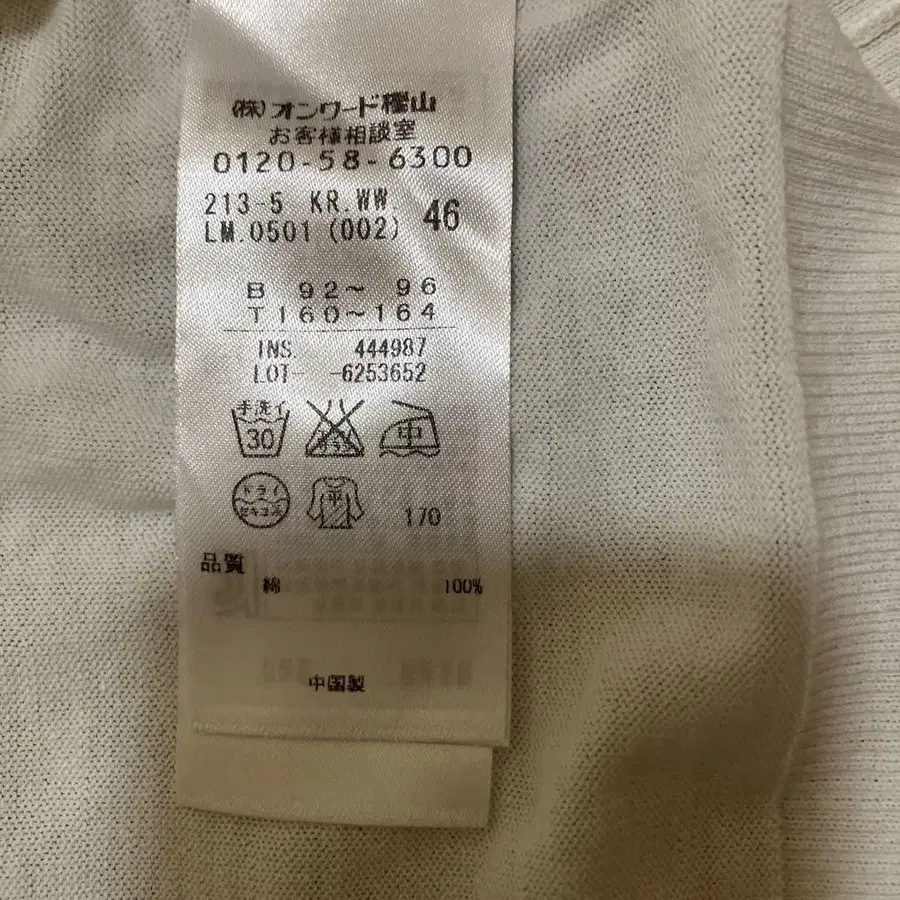 (株)オンワード樫山
お客様相談室
0120-58-6300
213-5 KR.WW. 46
LM.0501 (002)
B 92～ 96
T160～164
INS. 444987
LOT- -6253652
手洗イ 30 中
ドライ セキユ系 平 170
品質
綿 100%
中国製